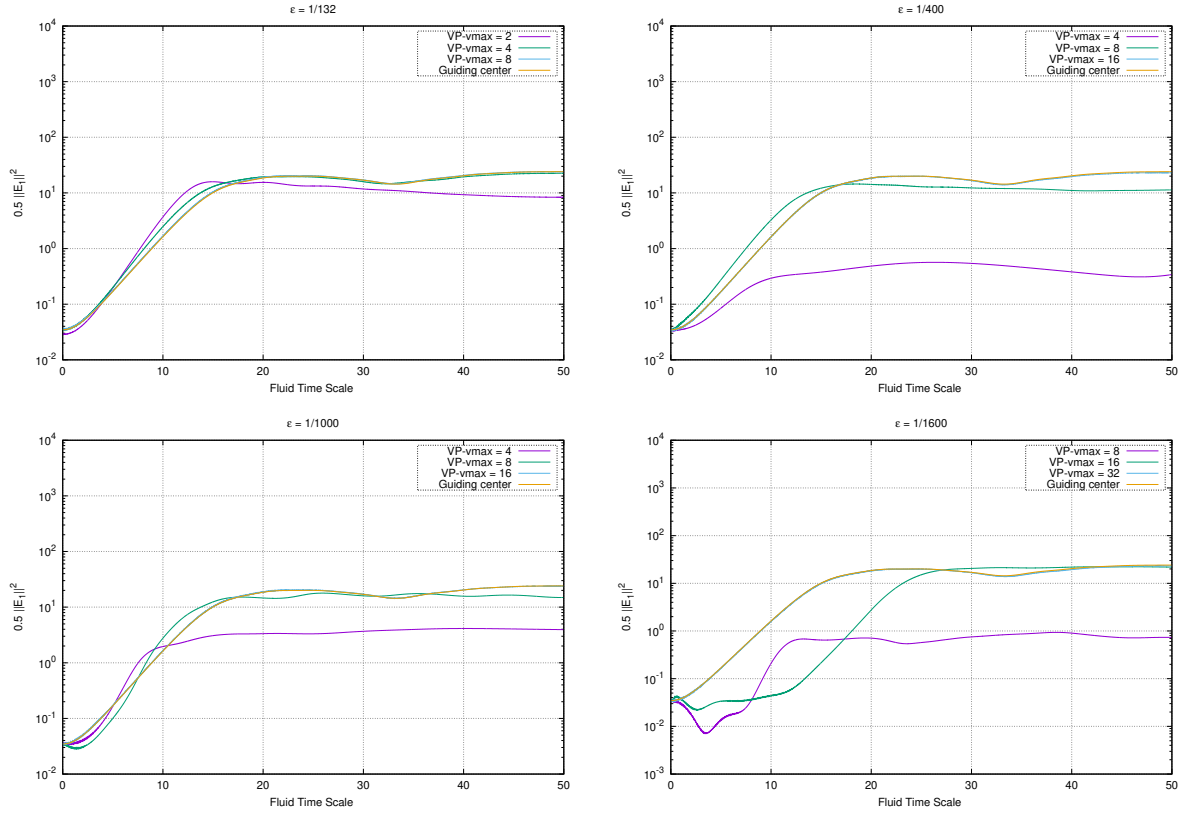 ε = 1/132
10^4
10^3
10^2
10^1
10^0
10^-1
10^-2
0.5 ||E_1||^2
VP-vmax = 2
VP-vmax = 4
VP-vmax = 8
Guiding center
0 10 20 30 40 50
Fluid Time Scale
ε = 1/400
10^4
10^3
10^2
10^1
10^0
10^-1
10^-2
0.5 ||E_1||^2
VP-vmax = 4
VP-vmax = 8
VP-vmax = 16
Guiding center
0 10 20 30 40 50
Fluid Time Scale
ε = 1/1000
10^4
10^3
10^2
10^1
10^0
10^-1
10^-2
0.5 ||E_1||^2
VP-vmax = 4
VP-vmax = 8
VP-vmax = 16
Guiding center
0 10 20 30 40 50
Fluid Time Scale
ε = 1/1600
10^4
10^3
10^2
10^1
10^0
10^-1
10^-2
10^-3
0.5 ||E_1||^2
VP-vmax = 8
VP-vmax = 16
VP-vmax = 32
Guiding center
0 10 20 30 40 50
Fluid Time Scale